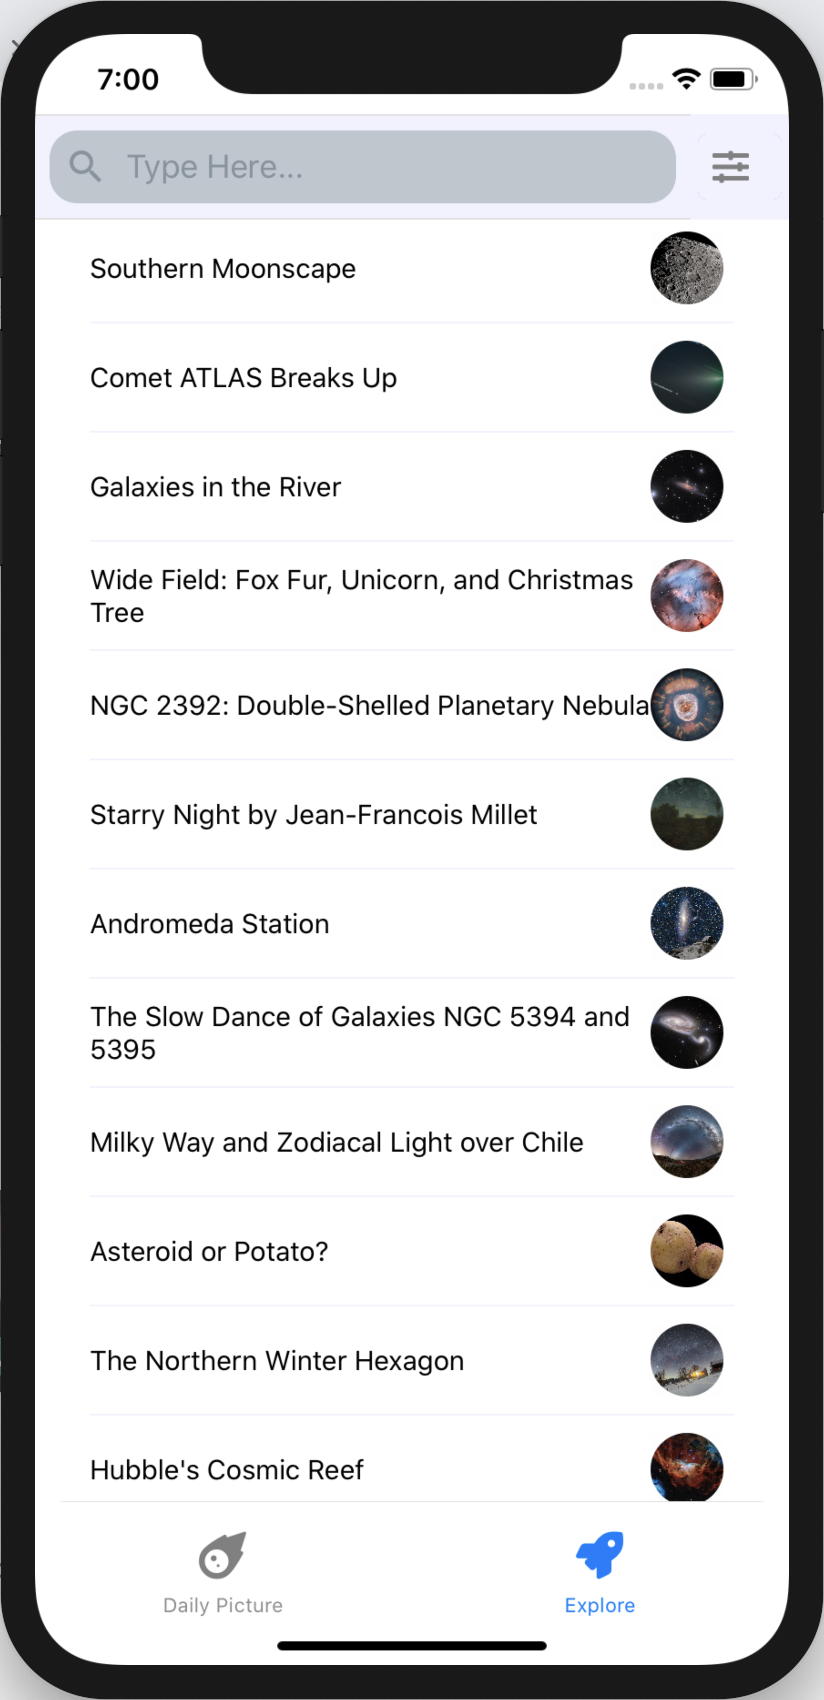 7:00
Type Here...
Southern Moonscape
Comet ATLAS Breaks Up
Galaxies in the River
Wide Field: Fox Fur, Unicorn, and Christmas
Tree
NGC 2392: Double-Shelled Planetary Nebula
Starry Night by Jean-Francois Millet
Andromeda Station
The Slow Dance of Galaxies NGC 5394 and
5395
Milky Way and Zodiacal Light over Chile
Asteroid or Potato?
The Northern Winter Hexagon
Hubble's Cosmic Reef
Daily Picture
Explore